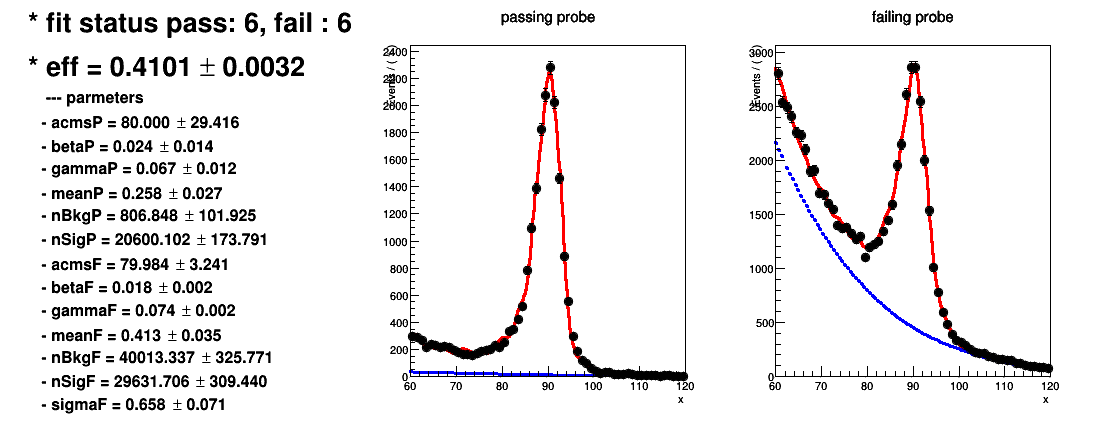 * fit status pass: 6, fail : 6
* eff = 0.4101 ± 0.0032
--- parmeters
- acmsP = 80.000 ± 29.416
- betaP = 0.024 ± 0.014
- gammaP = 0.067 ± 0.012
- meanP = 0.258 ± 0.027
- nBkgP = 806.848 ± 101.925
- nSigP = 20600.102 ± 173.791
- acmsF = 79.984 ± 3.241
- betaF = 0.018 ± 0.002
- gammaF = 0.074 ± 0.002
- meanF = 0.413 ± 0.035
- nBkgF = 40013.337 ± 325.771
- nSigF = 29631.706 ± 309.440
- sigmaF = 0.658 ± 0.071
passing probe
Events / ( )
2400
2000
1800
1600
1400
1200
1000
800
600
400
200
0
60 70 80 90 100 110 120
x
failing probe
Events / ( )
3000
2500
2000
1500
1000
500
0
60 70 80 90 100 110 120
x